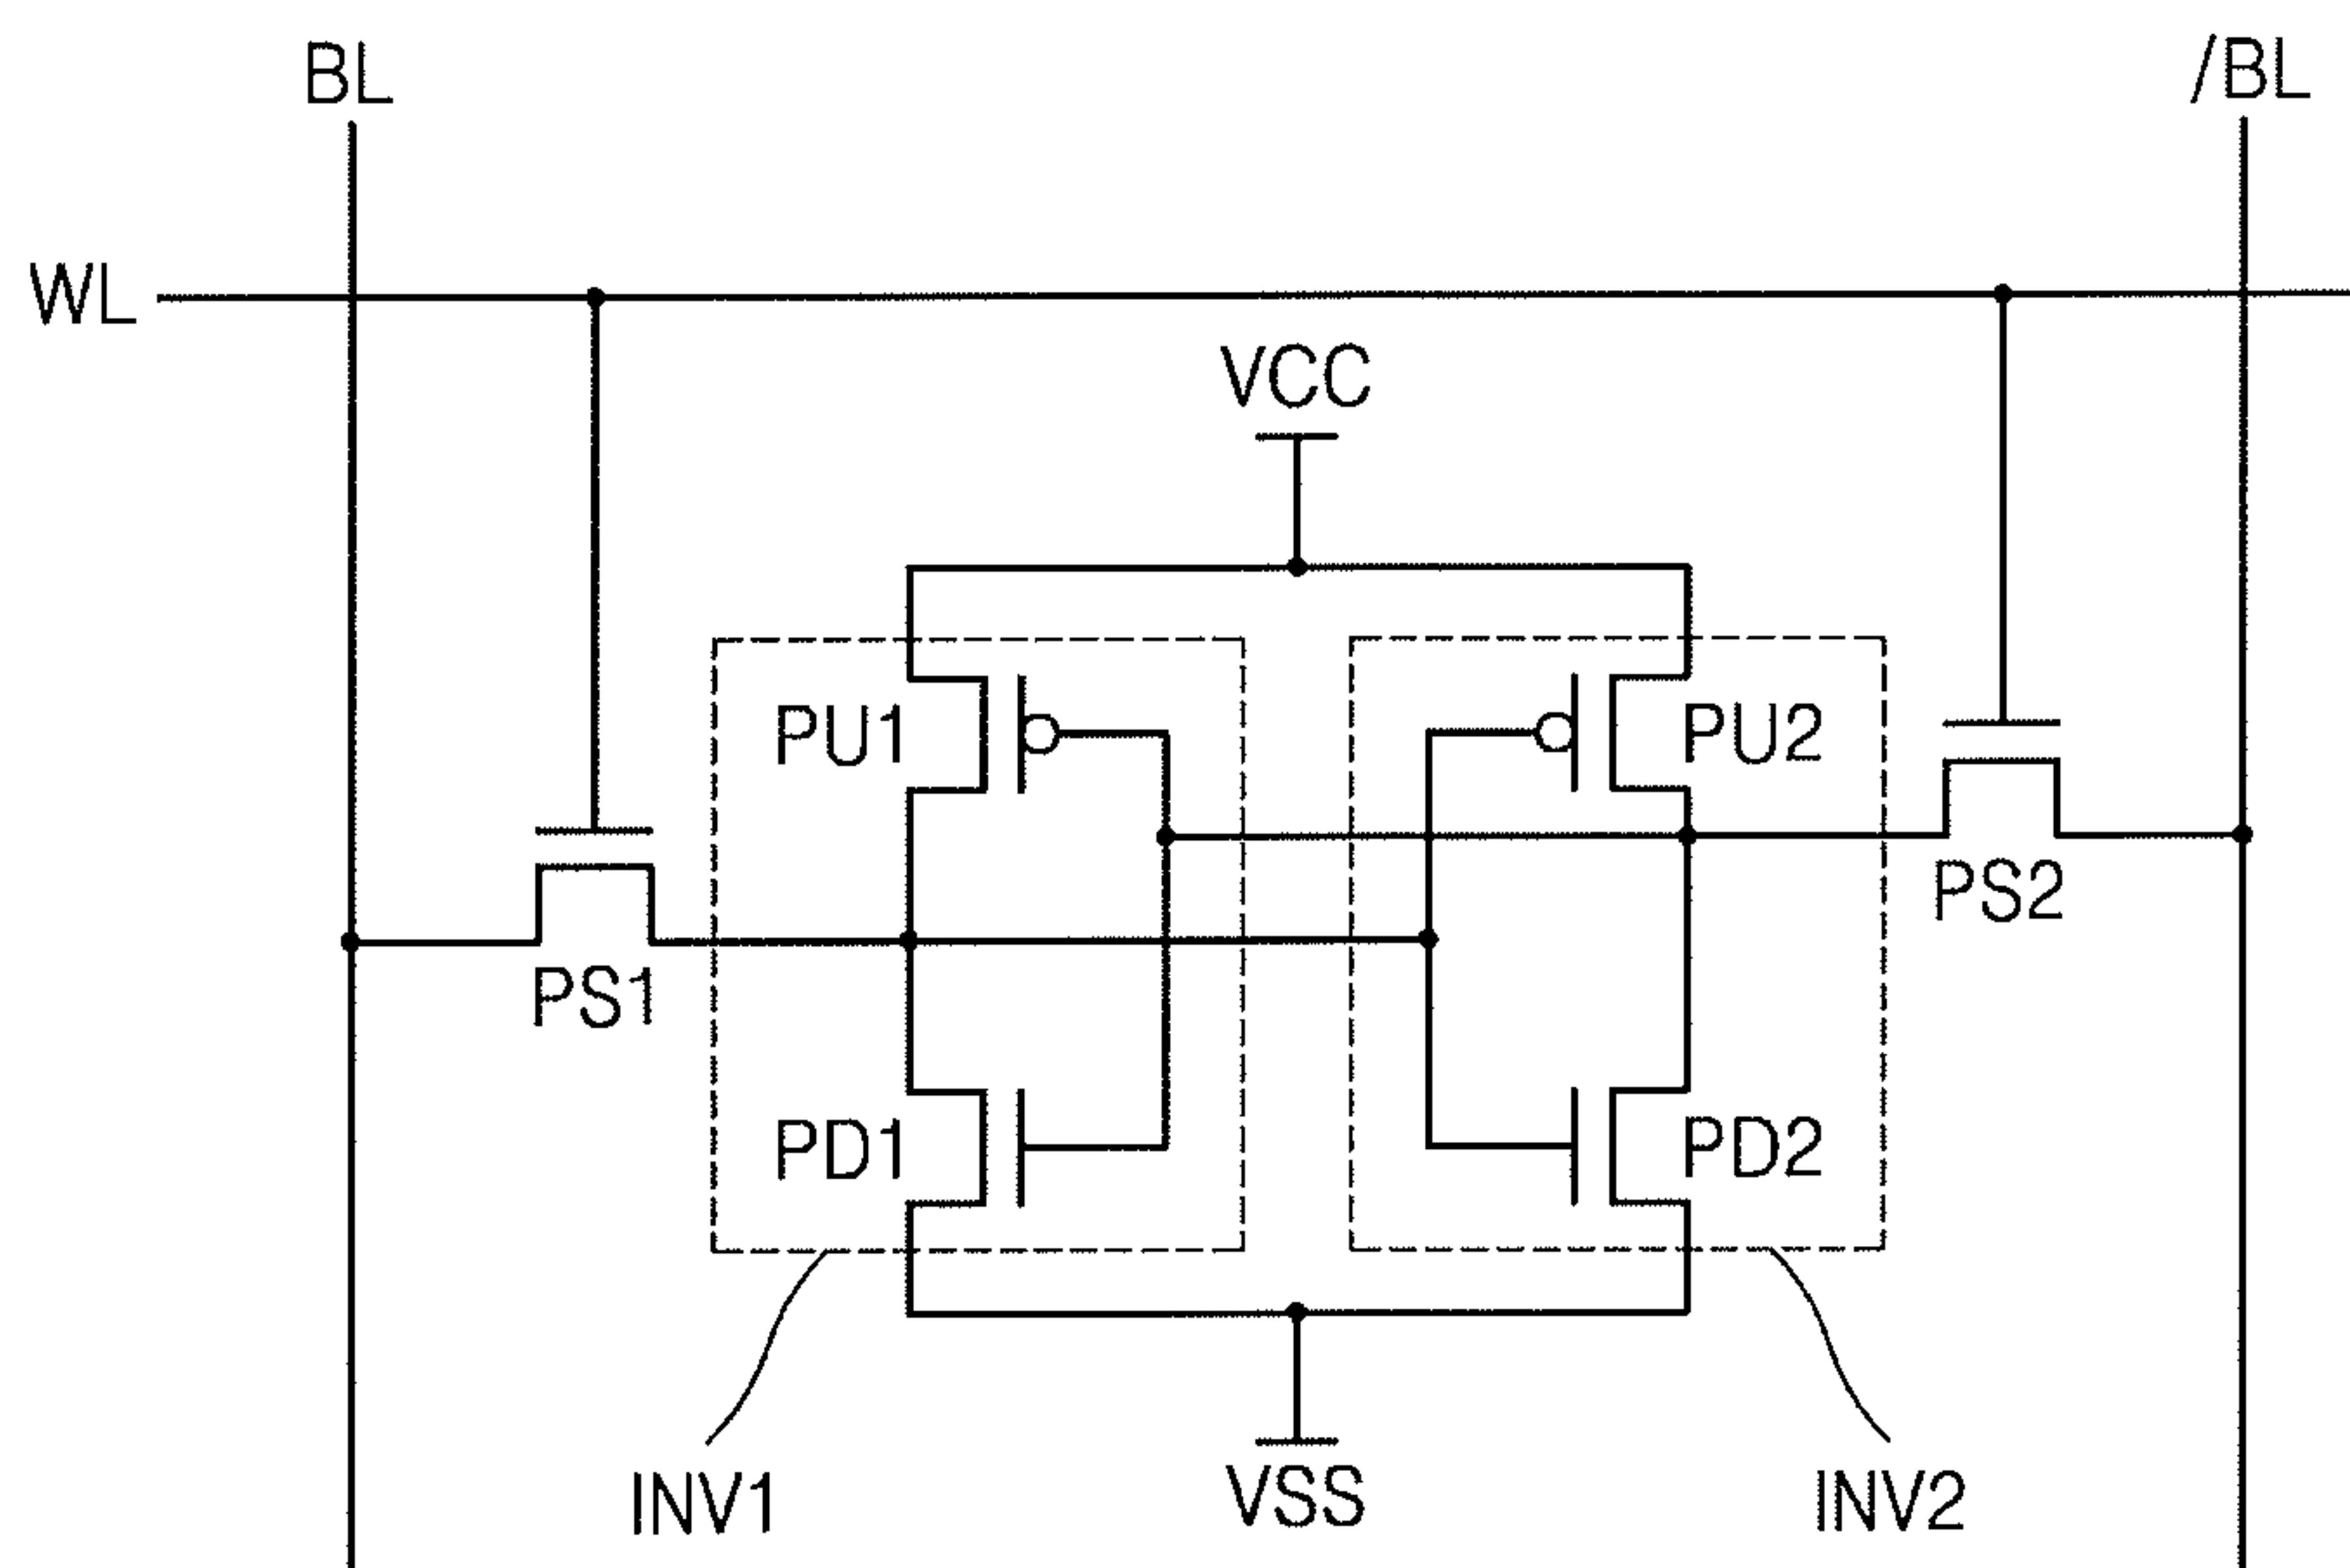 BL
/BL
WL
VCC
PU1
PU2
PS2
PS1
PD1
PD2
INV1
VSS
INV2